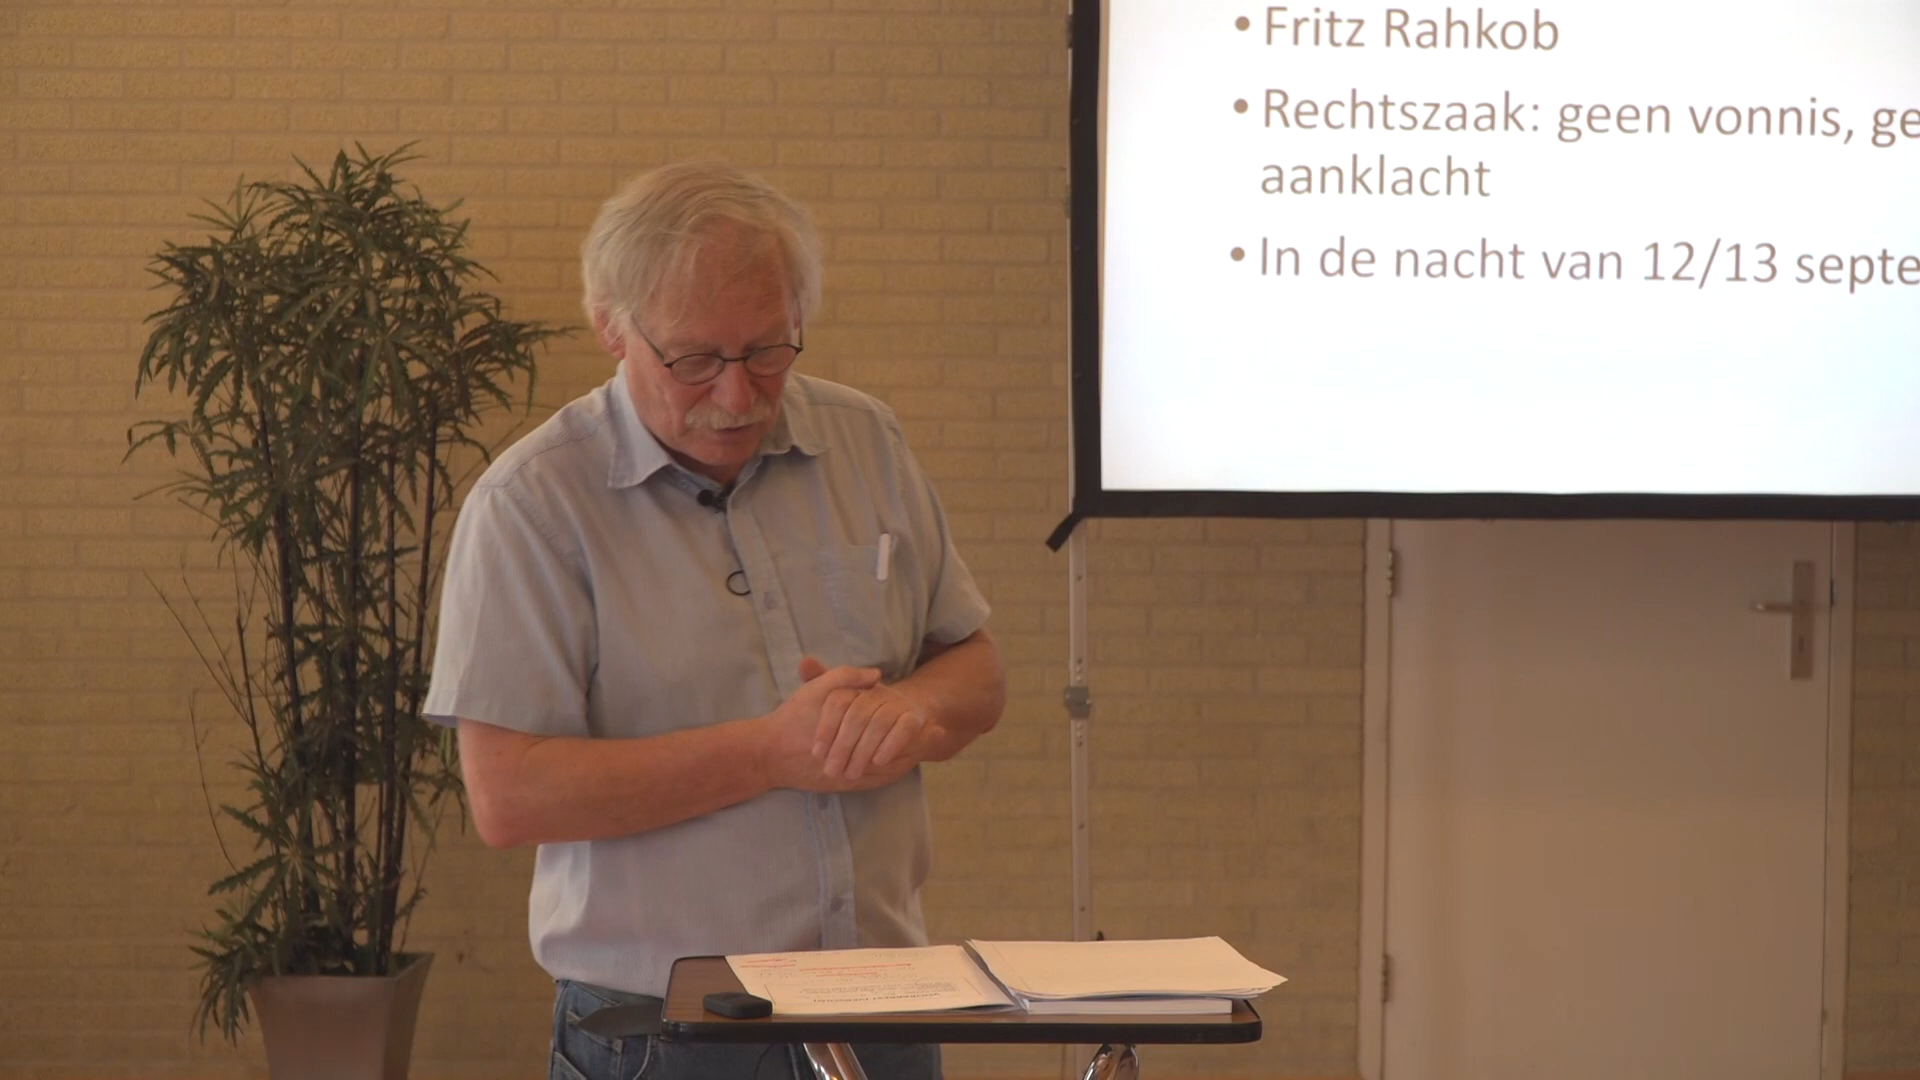 • Fritz Rahkob
• Rechtszaak: geen vonnis, ge
aanklacht
• In de nacht van 12/13 septe